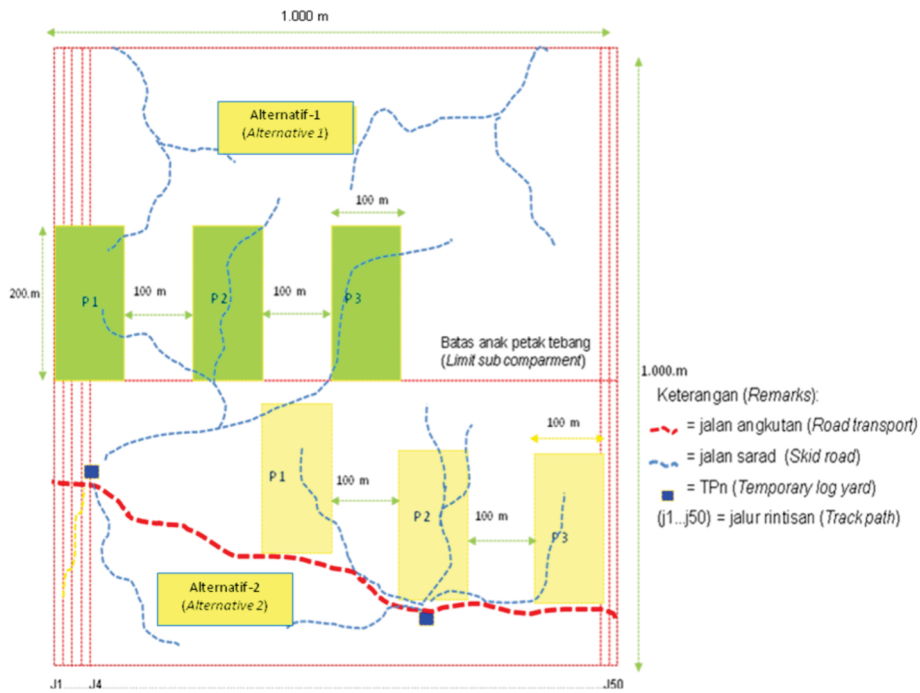 1.000 m
Alternatif-1
(Alternative 1)
100 m
200.m
P 1
100 m
P 2
100 m
P 3
Batas anak petak tebang
(Limit sub comparment)
1.000.m
Keterangan (Remarks):
= jalan angkutan (Road transport)
= jalan sarad (Skid road)
= TPn (Temporary log yard)
(j1...j50) = jalur rintisan (Track path)
100 m
P 1
100 m
P 2
100 m
P 3
Alternatif-2
(Alternative 2)
J1.......J4.......J50